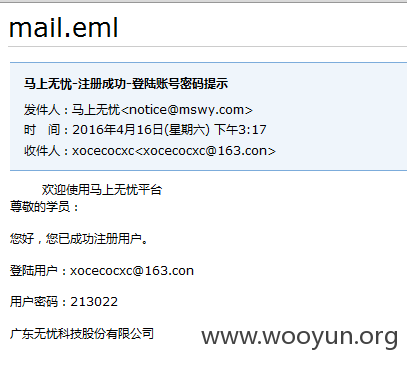 mail.eml
马上无忧-注册成功-登陆账号密码提示
发件人：马上无忧<notice@mswy.com>
时　间：2016年4月16日(星期六) 下午3:17
收件人：xocecocxc<xocecocxc@163.con>
欢迎使用马上无忧平台
尊敬的学员：
您好，您已成功注册用户。
登陆用户：xocecocxc@163.con
用户密码：213022
广东无忧科技股份有限公司
www.wooyun.org